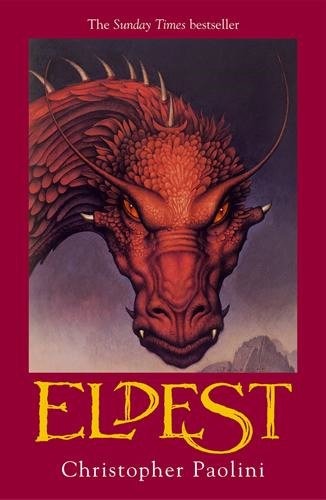 The Sunday Times bestseller
ELDEST
Christopher Paolini